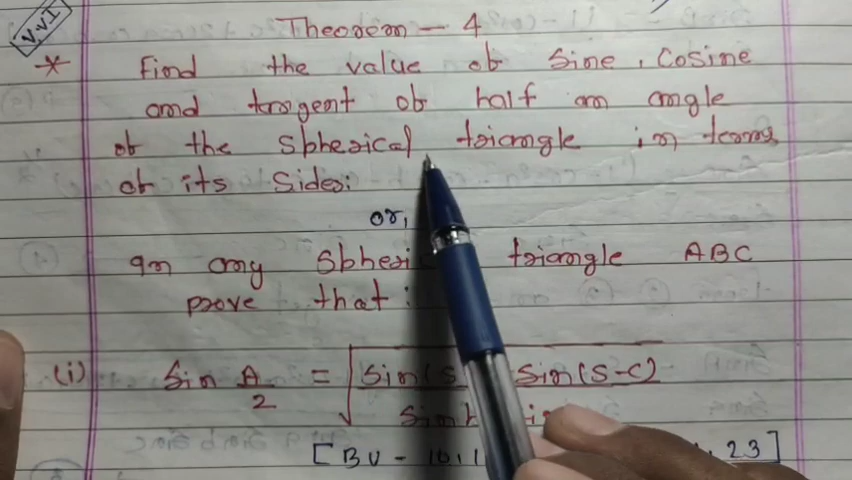 V.V.I
Theorem - 4
* Find the value of Sine, Cosine
and tangent of half an angle
of the Spherical triangle in terms
of its Sides:
or,
In any triangle ABC
prove that:
(i) Sin A/2 = √ Sin(S Sin(S-C)
[BU - 23]